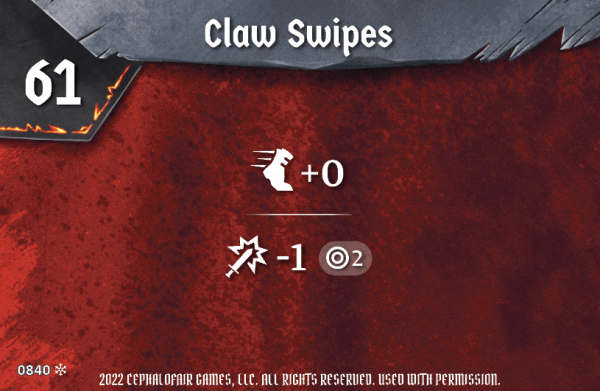 Claw Swipes
61
+0
-1 2
0840
2022 CEPHALOFAIR GAMES, LLC. ALL RIGHTS RESERVED. USED WITH PERMISSION.